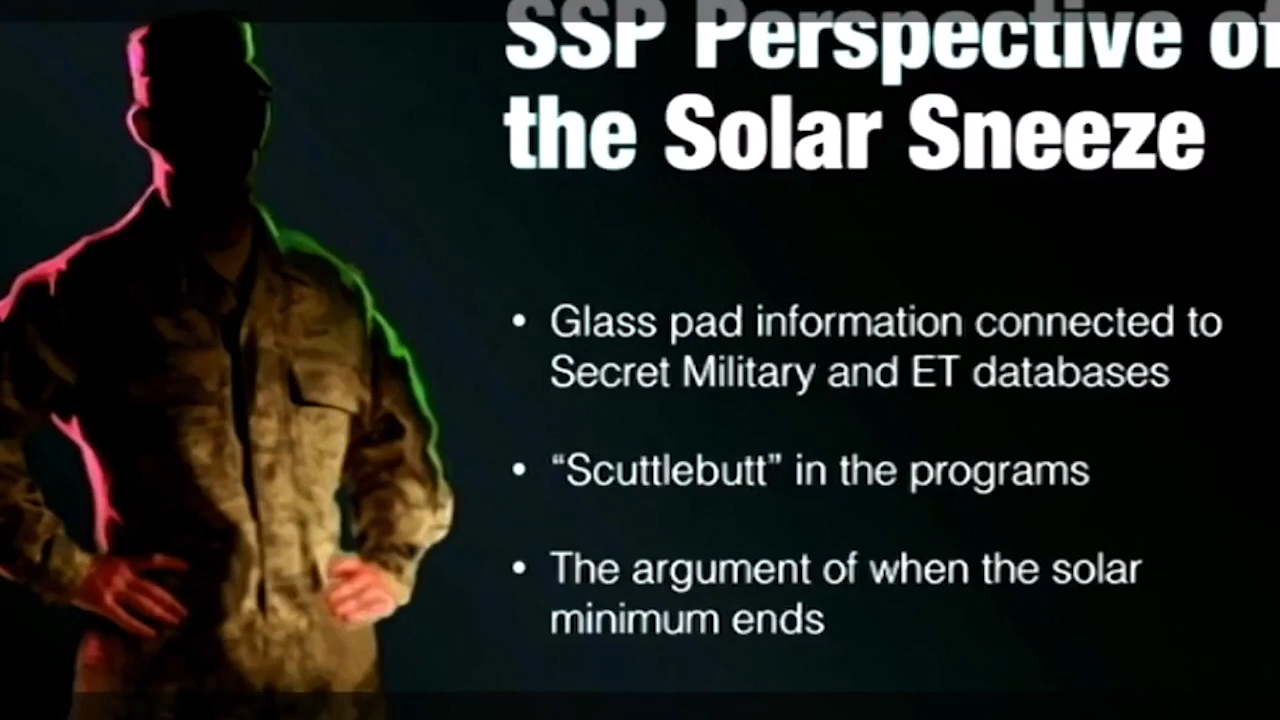 SSP Perspective of
the Solar Sneeze
• Glass pad information connected to
Secret Military and ET databases
• “Scuttlebutt” in the programs
• The argument of when the solar
minimum ends